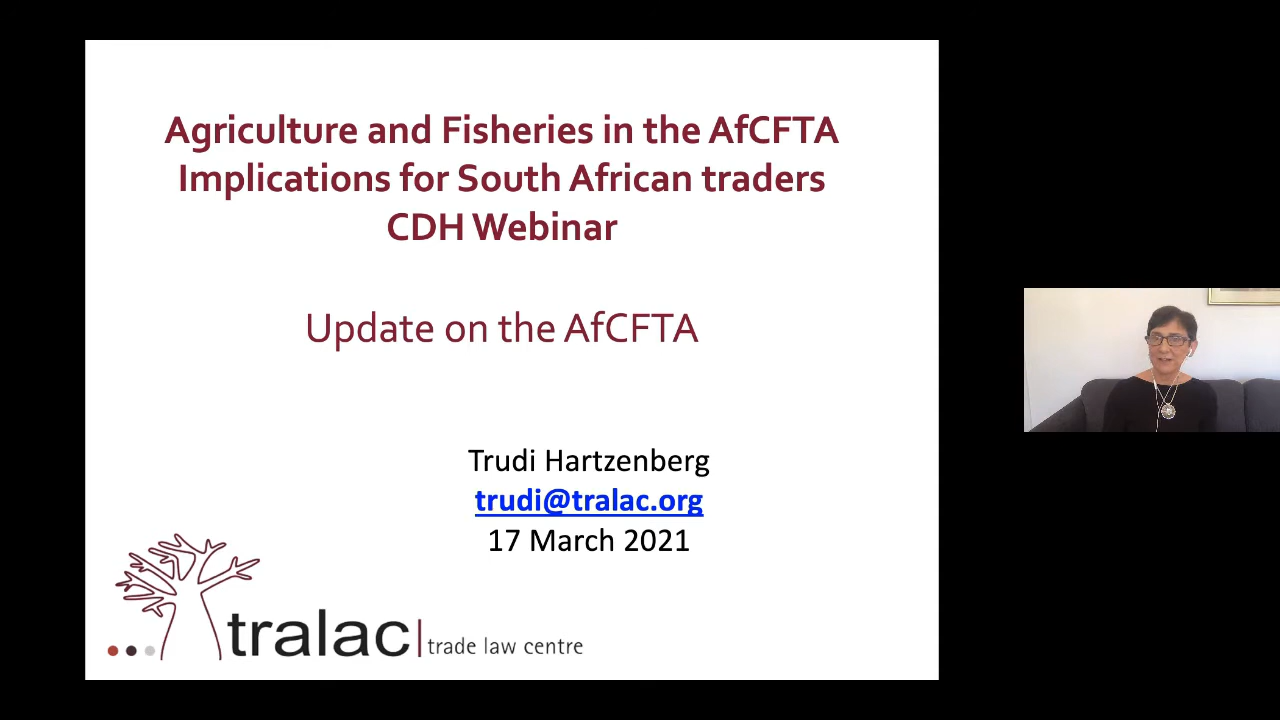 Agriculture and Fisheries in the AfCFTA
Implications for South African traders
CDH Webinar
Update on the AfCFTA
Trudi Hartzenberg
trudi@tralac.org
17 March 2021
tralac
trade law centre